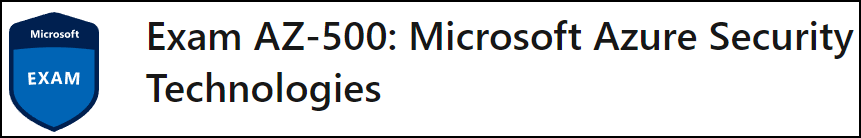 Microsoft
EXAM
Exam AZ-500: Microsoft Azure Security
Technologies